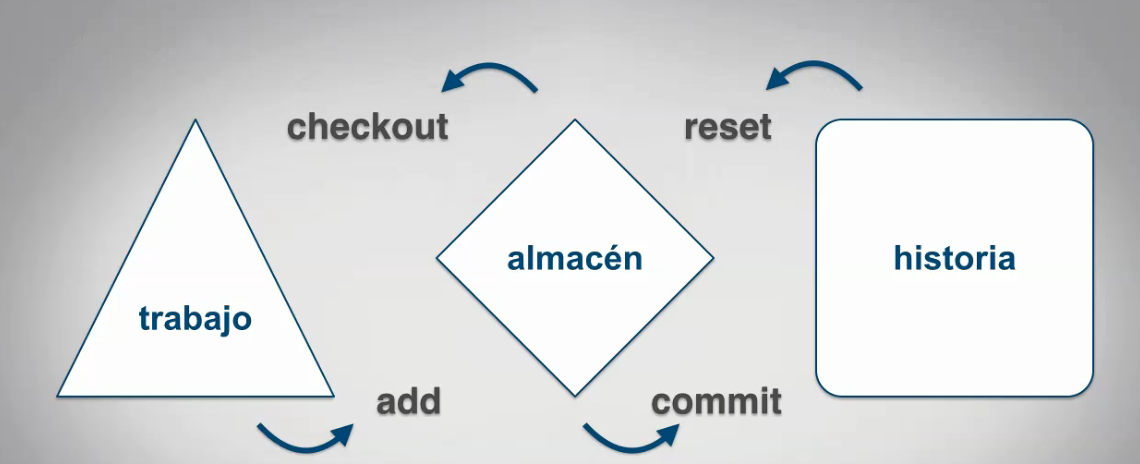 checkout
reset
trabajo
almacén
historia
add
commit